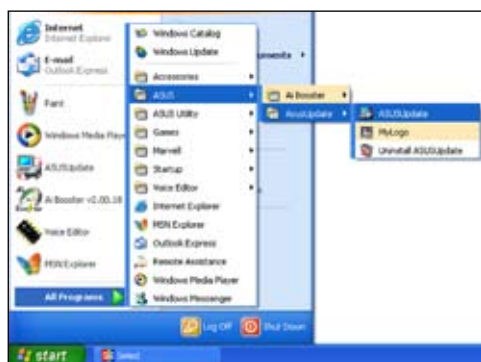 Internet
Internet Explorer
E-mail
Outlook Express
Paint
Windows Media Player
ASUSUpdate
Ai Booster v2.00.18
Voice Editor
MSN Explorer
All Programs
Windows Catalog
Windows Update
Accessories
ASUS
ASUS Utility
Games
Marvell
Startup
Voice Editor
Internet Explorer
MSN Explorer
Outlook Express
Remote Assistance
Windows Media Player
Windows Messenger
uments
Ai Booster
AsusUpdate
ASUSUpdate
MyLogo
Uninstall ASUSUpdate
Log Off
Shut Down
start